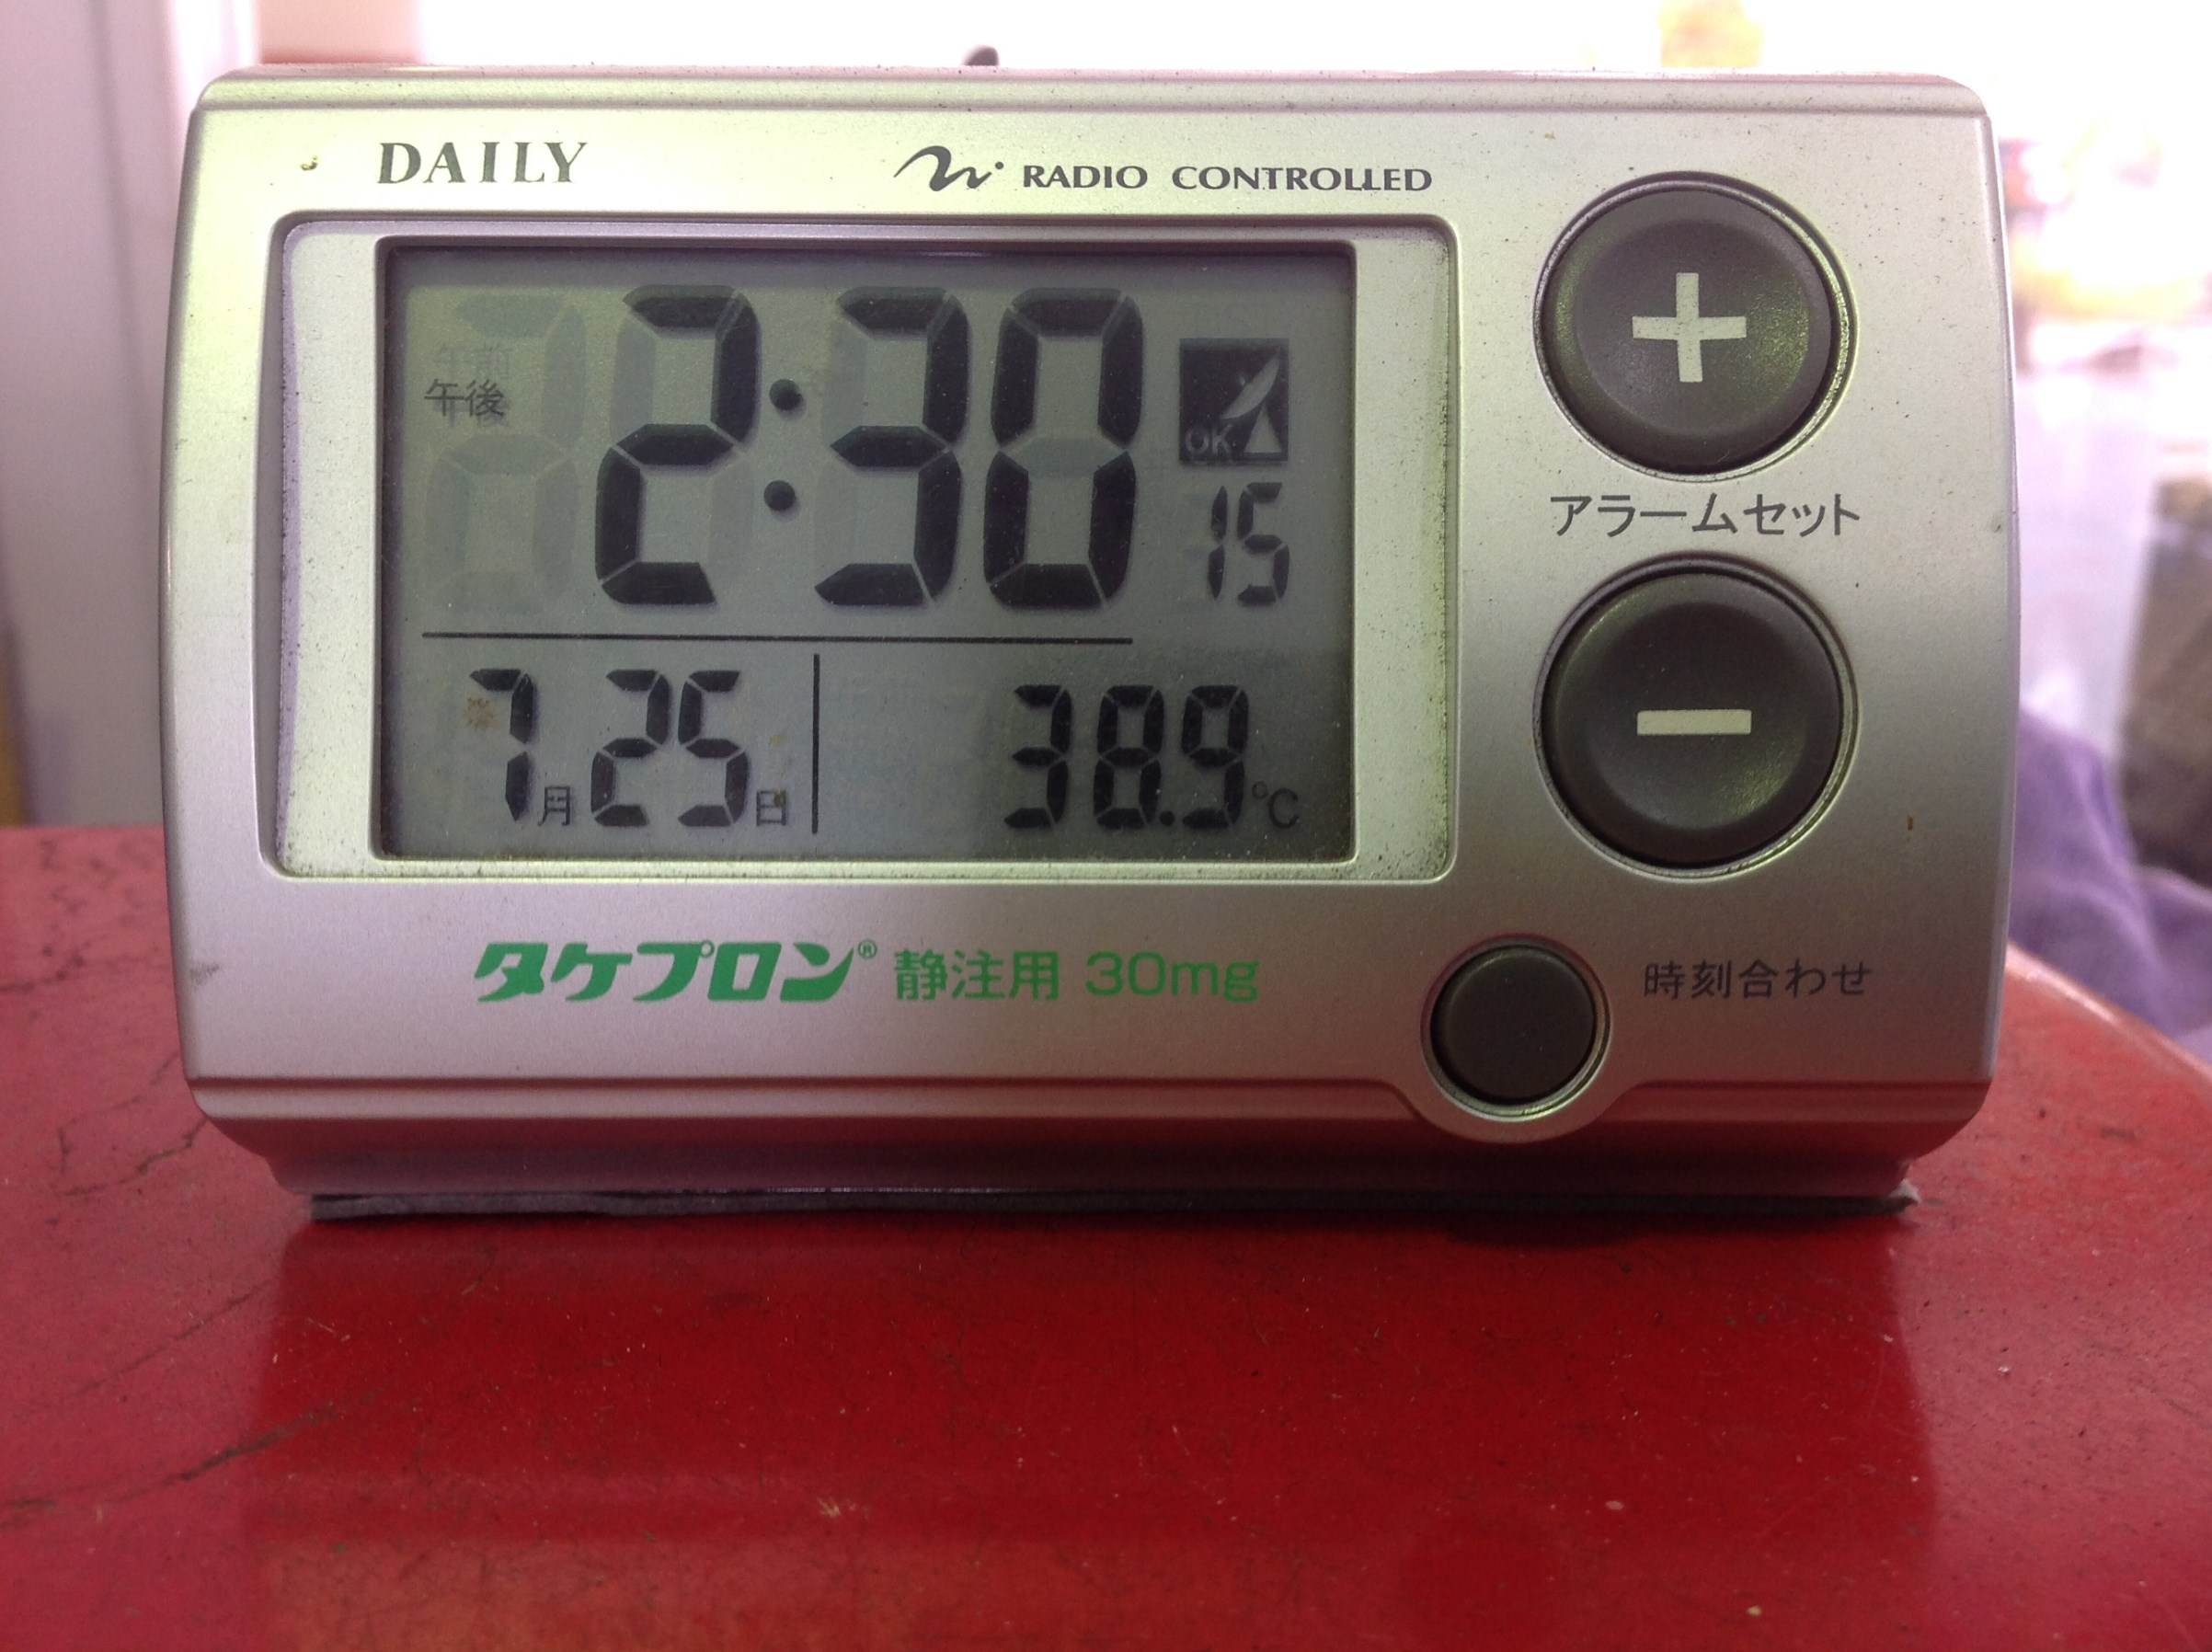 DAILY
RADIO CONTROLLED
午後 2:30 15
OK
7月25日 38.9℃
アラームセット
タケプロン® 静注用 30mg
時刻合わせ